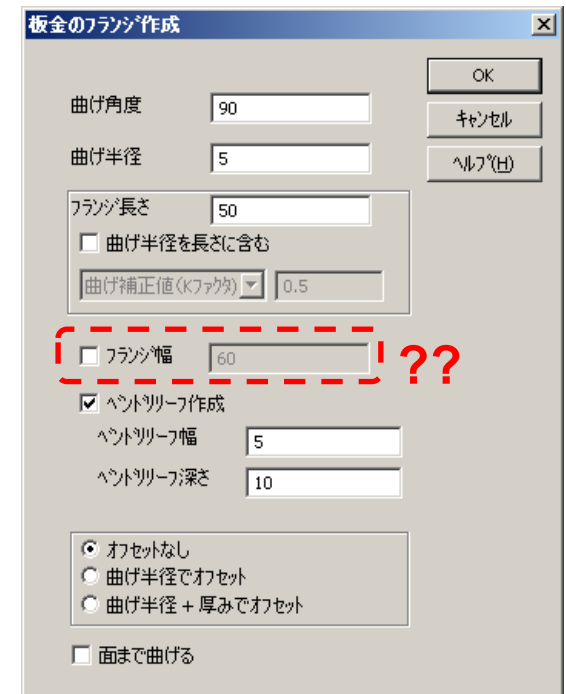 板金のフランジ作成
OK
曲げ角度 90
キャンセル
曲げ半径 5
ヘルプ(H)
フランジ長さ 50
曲げ半径を長さに含む
曲げ補正値(Kファクタ) 0.5
フランジ幅 60 ??
ベントリリーフ作成
ベントリリーフ幅 5
ベントリリーフ深さ 10
オフセットなし
曲げ半径でオフセット
曲げ半径 + 厚みでオフセット
面まで曲げる